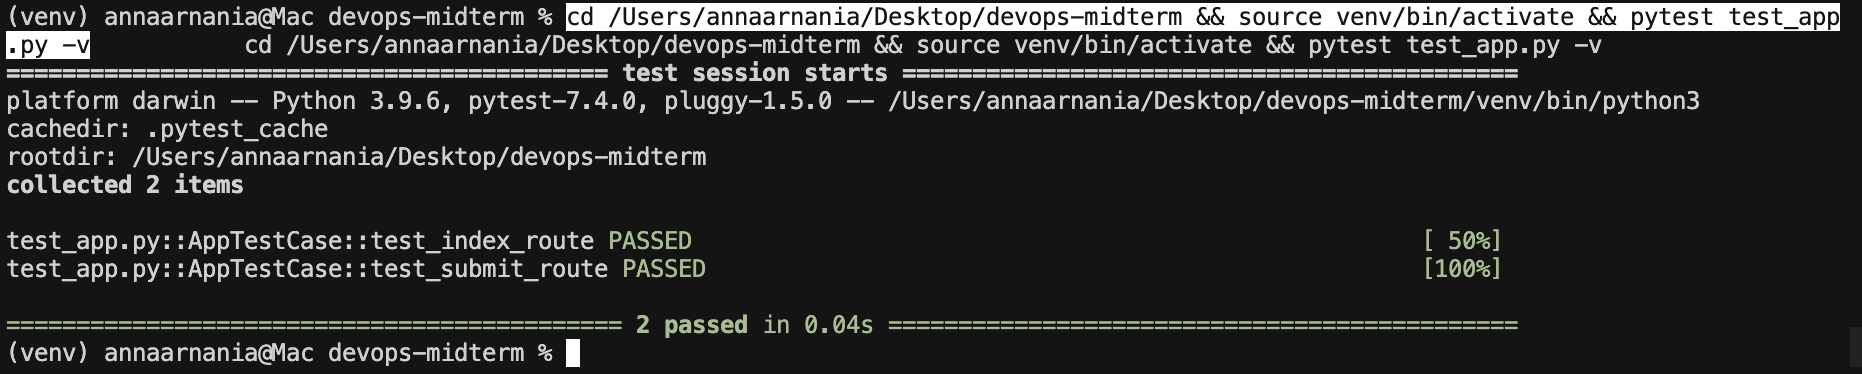 (venv) annaarnania@Mac devops-midterm % cd /Users/annaarnania/Desktop/devops-midterm && source venv/bin/activate && pytest test_app
.py -v           cd /Users/annaarnania/Desktop/devops-midterm && source venv/bin/activate && pytest test_app.py -v
=========================================== test session starts ============================================
platform darwin -- Python 3.9.6, pytest-7.4.0, pluggy-1.5.0 -- /Users/annaarnania/Desktop/devops-midterm/venv/bin/python3
cachedir: .pytest_cache
rootdir: /Users/annaarnania/Desktop/devops-midterm
collected 2 items
test_app.py::AppTestCase::test_index_route PASSED                                                    [ 50%]
test_app.py::AppTestCase::test_submit_route PASSED                                                   [100%]
============================================ 2 passed in 0.04s =============================================
(venv) annaarnania@Mac devops-midterm %